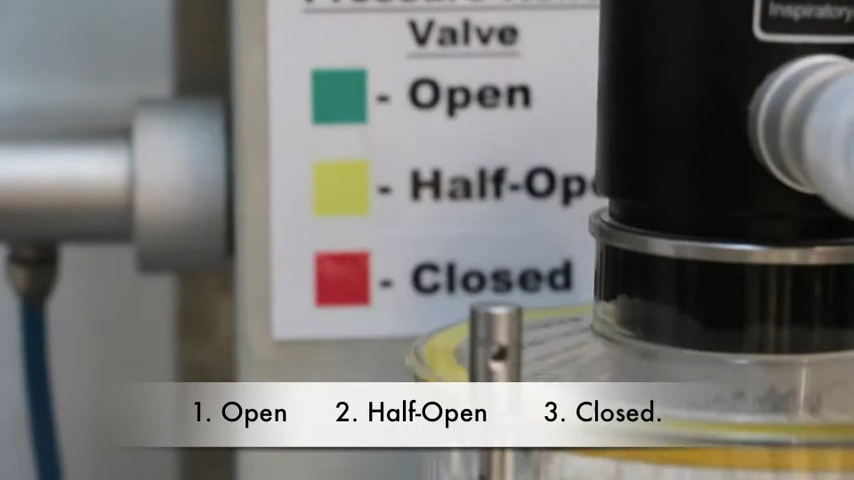 Valve
- Open
- Half-Op
- Closed
Inspiratory
1. Open 2. Half-Open 3. Closed.